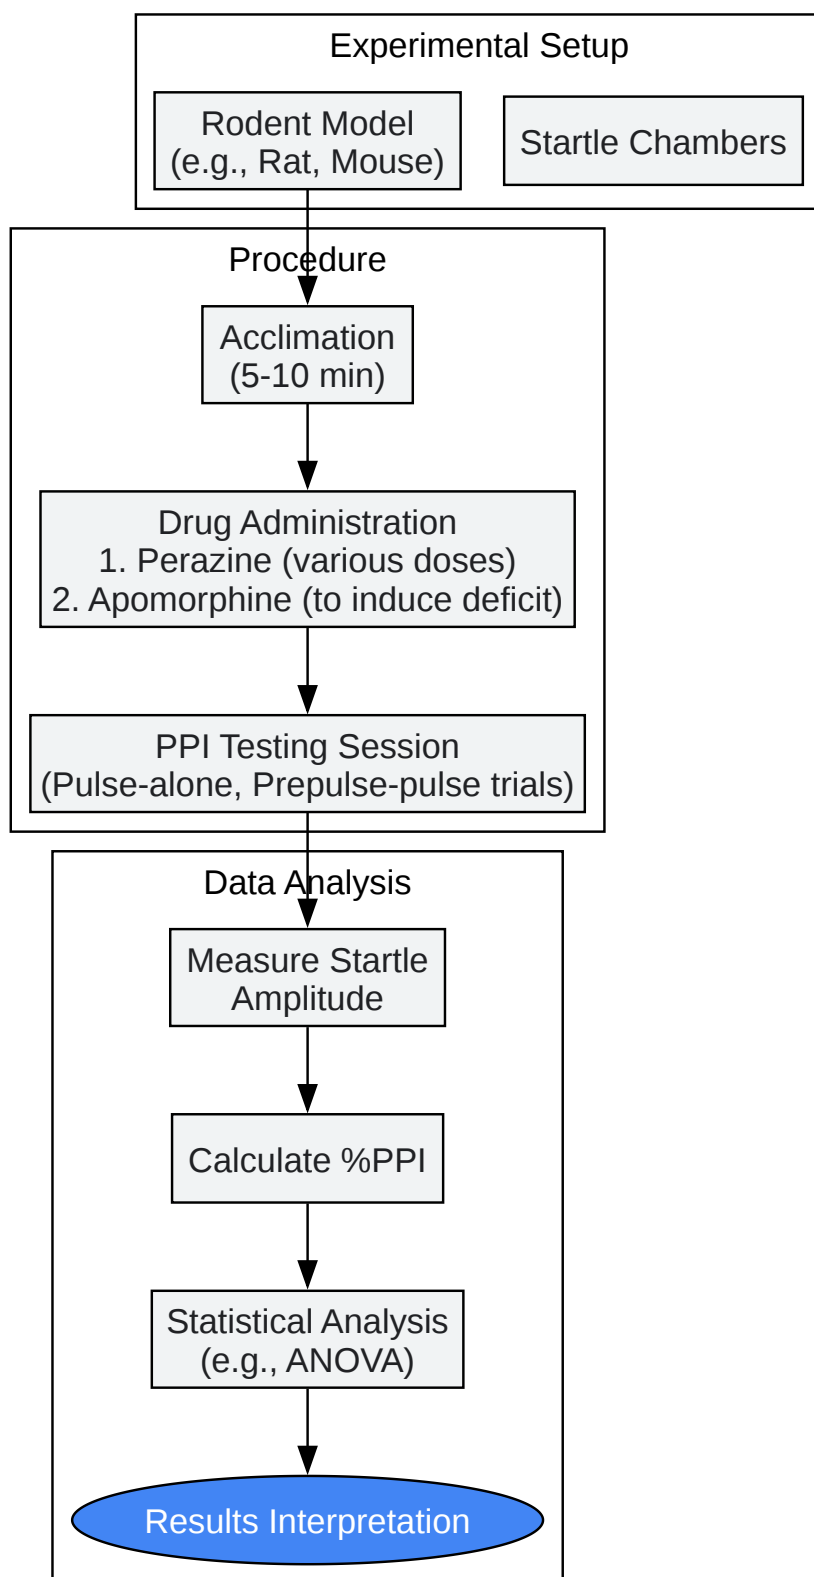 Experimental Setup
Rodent Model
(e.g., Rat, Mouse)
Startle Chambers
Procedure
Acclimation
(5-10 min)
Drug Administration
1. Perazine (various doses)
2. Apomorphine (to induce deficit)
PPI Testing Session
(Pulse-alone, Prepulse-pulse trials)
Data Analysis
Measure Startle
Amplitude
Calculate %PPI
Statistical Analysis
(e.g., ANOVA)
Results Interpretation